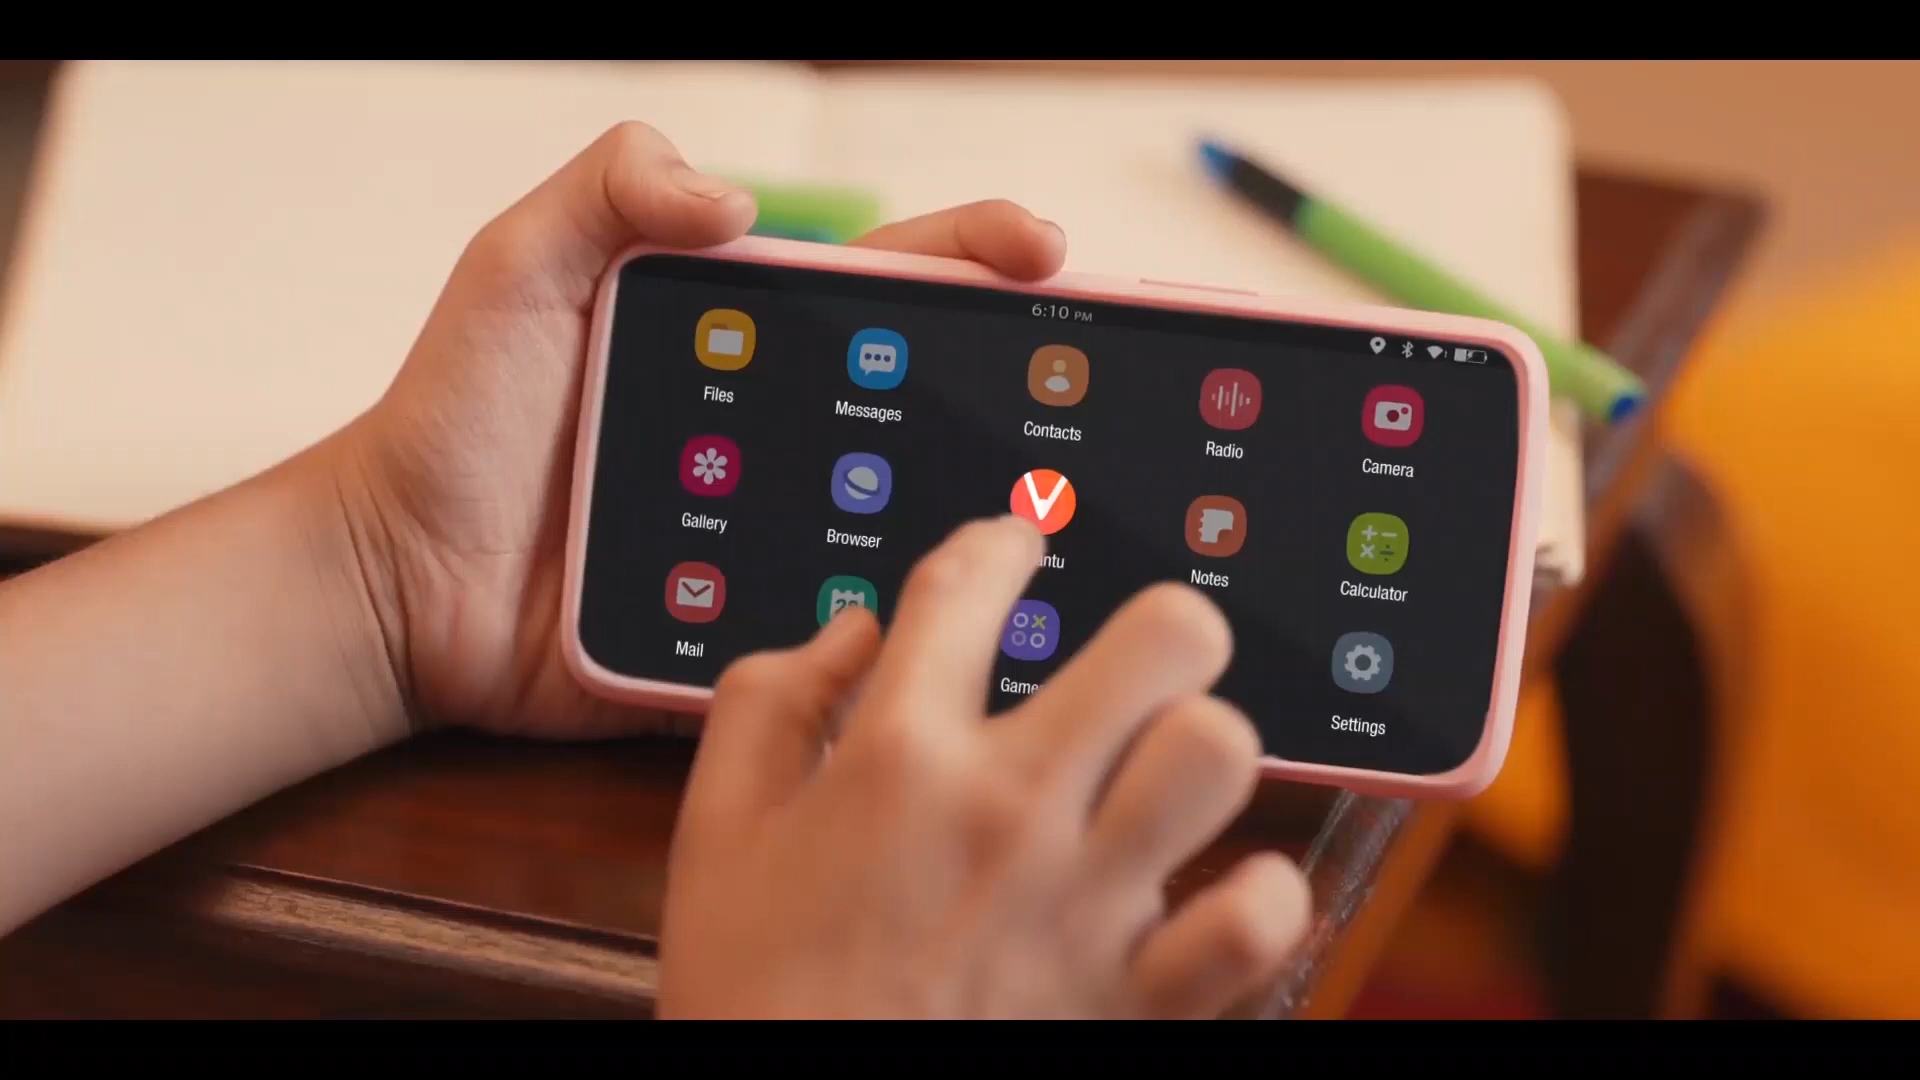 6:10 PM
Files
Messages
Contacts
Radio
Camera
Gallery
Browser
Notes
Calculator
Mail
Settings